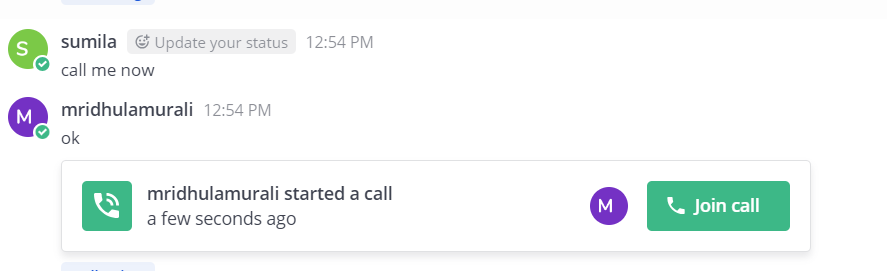 S sumila Update your status 12:54 PM
call me now
M mridhulamurali 12:54 PM
ok
mridhulamurali started a call
a few seconds ago
M Join call